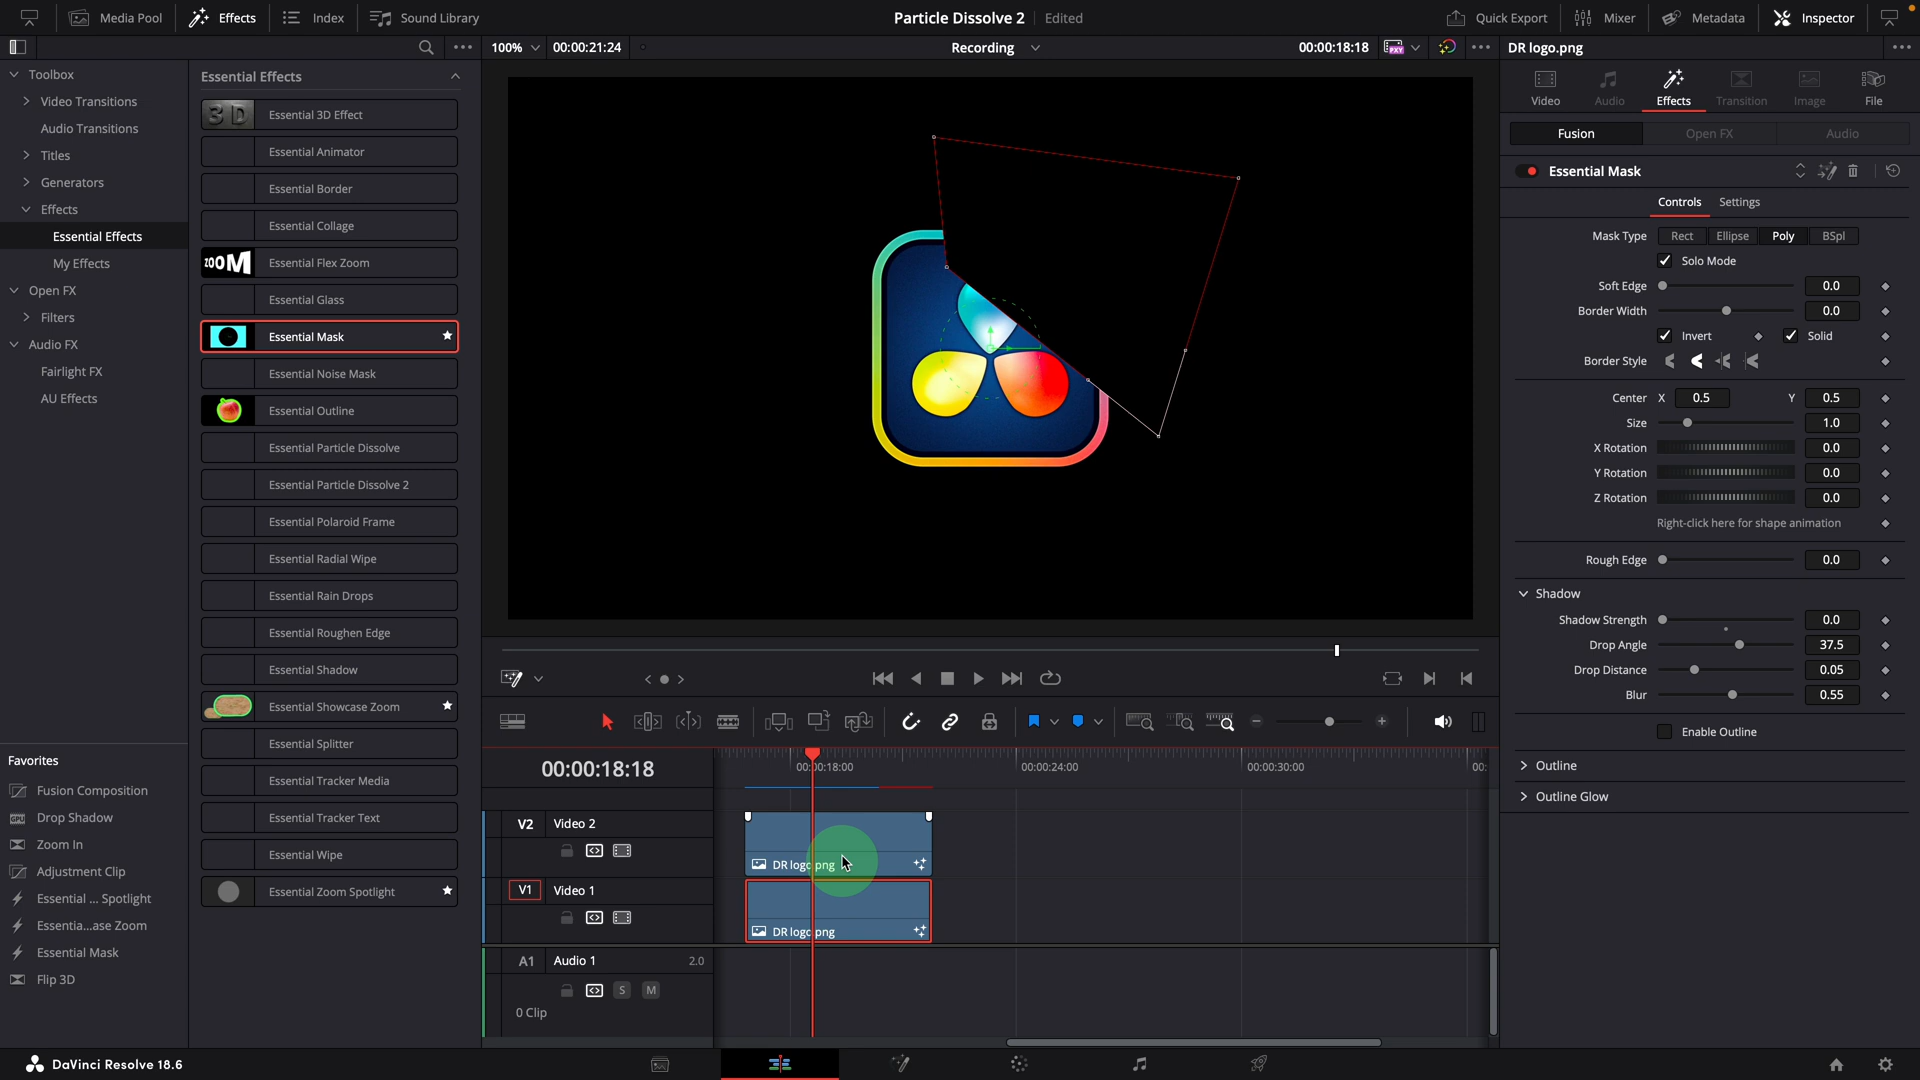 Media Pool Effects Index Sound Library Particle Dissolve 2 Edited Quick Export Mixer Metadata Inspector
100% 00:00:21:24 Recording 00:00:18:18 DR logo.png
Toolbox
Video Transitions
Audio Transitions
Titles
Generators
Effects
Essential Effects
My Effects
Open FX
Filters
Audio FX
Fairlight FX
AU Effects
Favorites
Fusion Composition
Drop Shadow
Zoom In
Adjustment Clip
Essential ... Spotlight
Essentia...ase Zoom
Essential Mask
Flip 3D
Essential Effects
3D Essential 3D Effect
Essential Animator
Essential Border
Essential Collage
ZOOM Essential Flex Zoom
Essential Glass
Essential Mask
Essential Noise Mask
Essential Outline
Essential Particle Dissolve
Essential Particle Dissolve 2
Essential Polaroid Frame
Essential Radial Wipe
Essential Rain Drops
Essential Roughen Edge
Essential Shadow
Essential Showcase Zoom
Essential Splitter
Essential Tracker Media
Essential Tracker Text
Essential Wipe
Essential Zoom Spotlight
Video Audio Effects Transition Image File
Fusion Open FX Audio
Essential Mask
Controls Settings
Mask Type Rect Ellipse Poly BSpl
Solo Mode
Soft Edge 0.0
Border Width 0.0
Invert Solid
Border Style
Center X 0.5 Y 0.5
Size 1.0
X Rotation 0.0
Y Rotation 0.0
Z Rotation 0.0
Right-click here for shape animation
Rough Edge 0.0
Shadow
Shadow Strength 0.0
Drop Angle 37.5
Drop Distance 0.05
Blur 0.55
Enable Outline
Outline
Outline Glow
00:00:18:18 00:00:18:00 00:00:24:00 00:00:30:00 00:
V2 Video 2
DR logo.png
V1 Video 1
DR logo.png
A1 Audio 1 2.0
S M
0 Clip
DaVinci Resolve 18.6